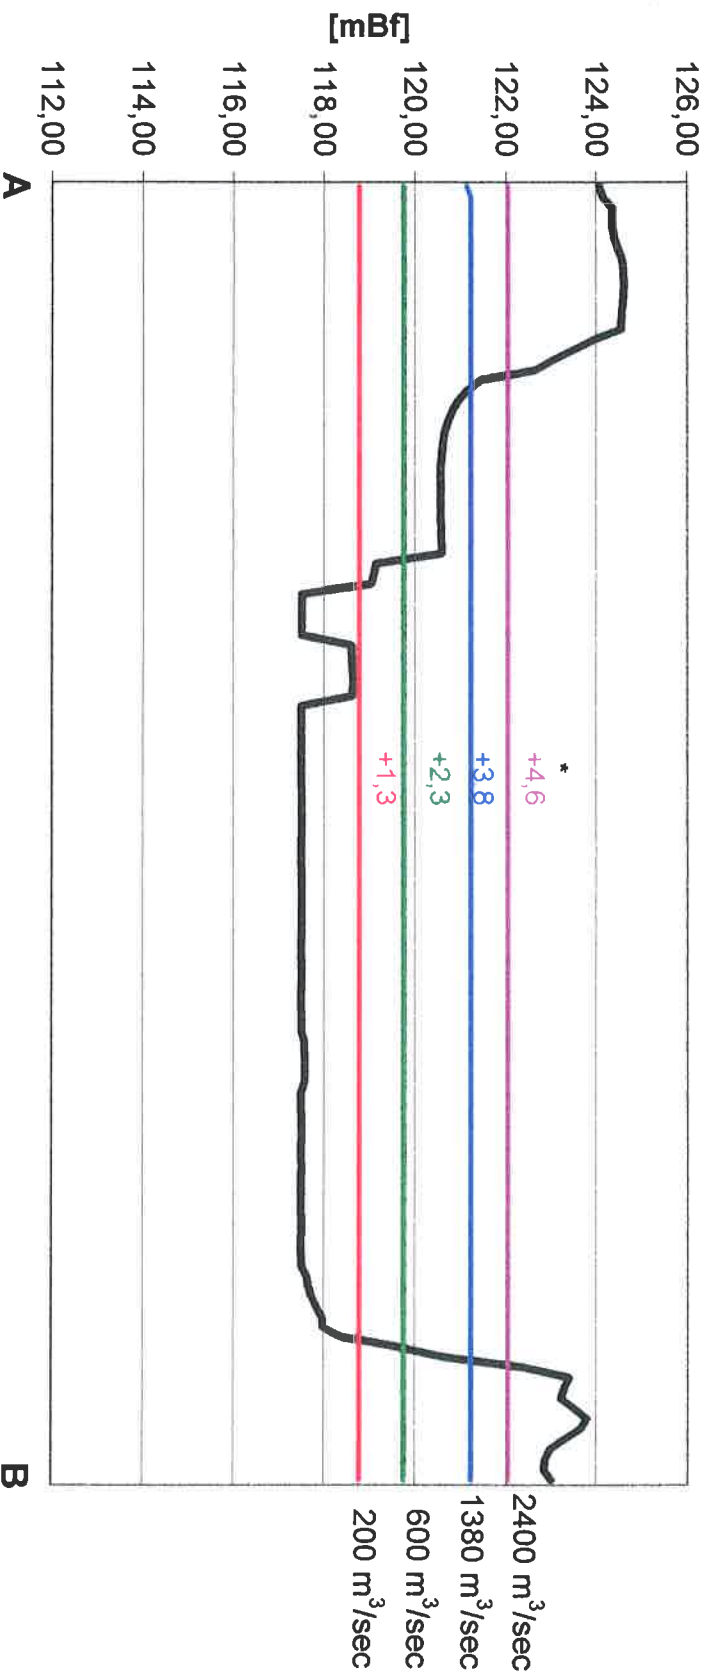 [mBf]
126,00
124,00
122,00
120,00
118,00
116,00
114,00
112,00
*
+4,6
+3,8
+2,3
+1,3
2400 m³/sec
1380 m³/sec
600 m³/sec
200 m³/sec
A
B